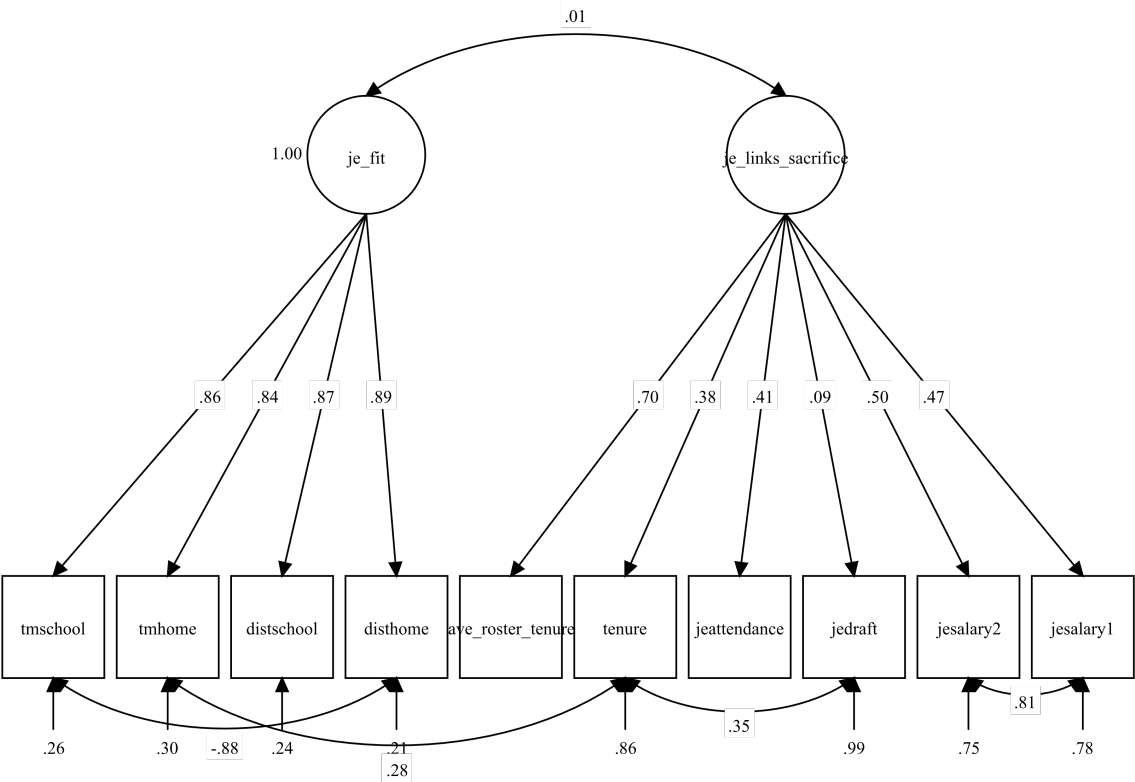 .01
1.00
je_fit
je_links_sacrifice
.86
.84
.87
.89
.70
.38
.41
.09
.50
.47
tmschool
tmhome
distschool
disthome
ave_roster_tenure
tenure
jeattendance
jedraft
jesalary2
jesalary1
.81
.35
.26
.30
-.88
.24
.21
.86
.99
.75
.78
.28